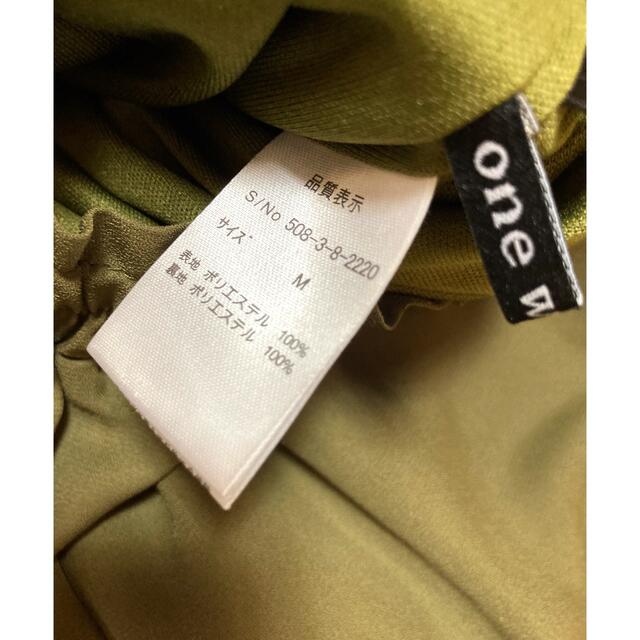 品質表示
S/No 508-3-8-2220
サイズ
M
表地 ポリエステル 100%
裏地 ポリエステル 100%
one w